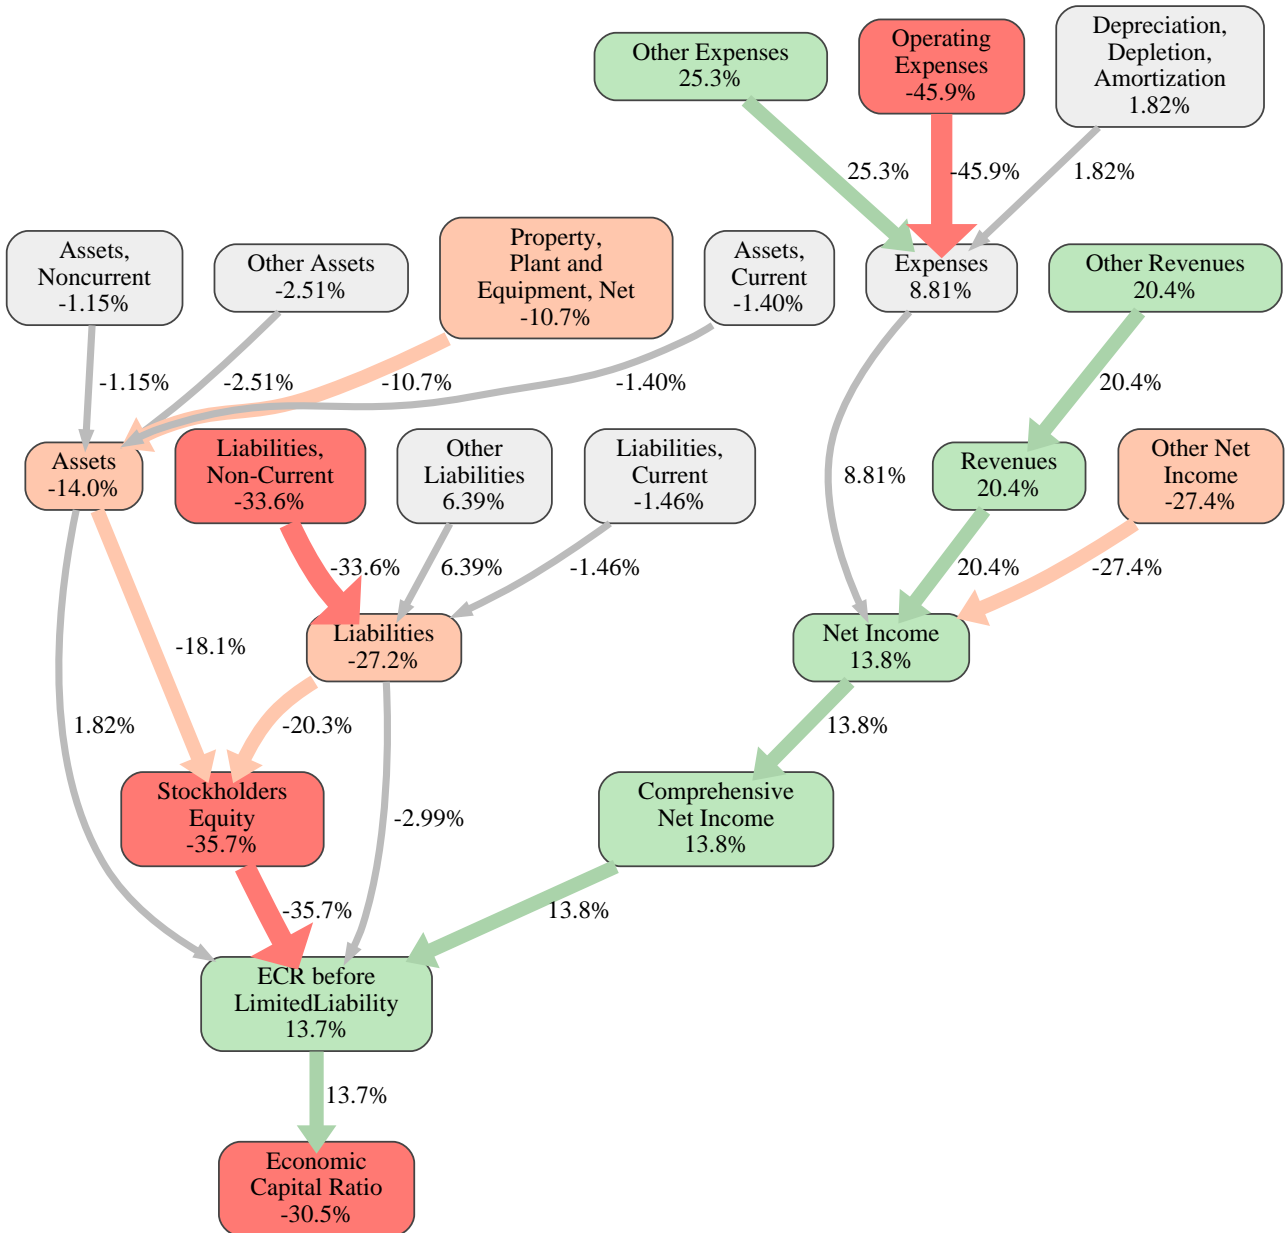 Other Expenses
25.3%
Operating
Expenses
-45.9%
Depreciation,
Depletion,
Amortization
1.82%
25.3%
-45.9%
1.82%
Assets,
Noncurrent
-1.15%
Other Assets
-2.51%
Property,
Plant and
Equipment, Net
-10.7%
Assets,
Current
-1.40%
Expenses
8.81%
Other Revenues
20.4%
-1.15%
-2.51%
-10.7%
-1.40%
20.4%
Assets
-14.0%
Liabilities,
Non-Current
-33.6%
Other
Liabilities
6.39%
Liabilities,
Current
-1.46%
8.81%
Revenues
20.4%
Other Net
Income
-27.4%
-33.6%
6.39%
-1.46%
20.4%
-27.4%
-18.1%
Liabilities
-27.2%
Net Income
13.8%
1.82%
-20.3%
13.8%
Stockholders
Equity
-35.7%
-2.99%
Comprehensive
Net Income
13.8%
-35.7%
13.8%
ECR before
LimitedLiability
13.7%
13.7%
Economic
Capital Ratio
-30.5%